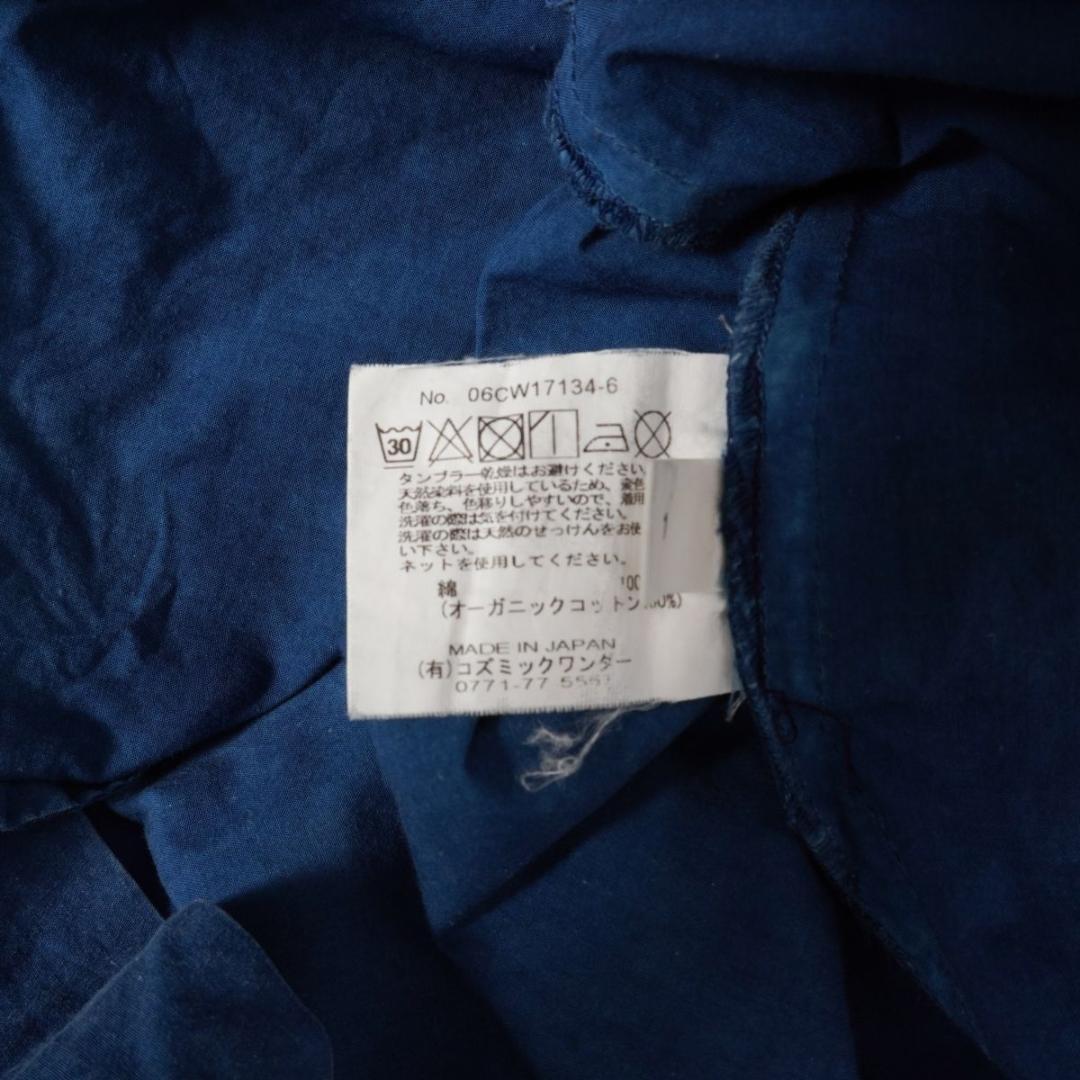 No. 06CW17134-6
30
タンブラー乾燥はお避けください
天然染料を使用しているため、変色
色落ち、色移りしやすいので、着用
洗濯の際は気を付けてください。
洗濯の際は天然のせっけんをお使
い下さい。
ネットを使用してください。
綿 100
(オーガニックコットン100%)
MADE IN JAPAN
(有)コズミックワンダー
0771-77